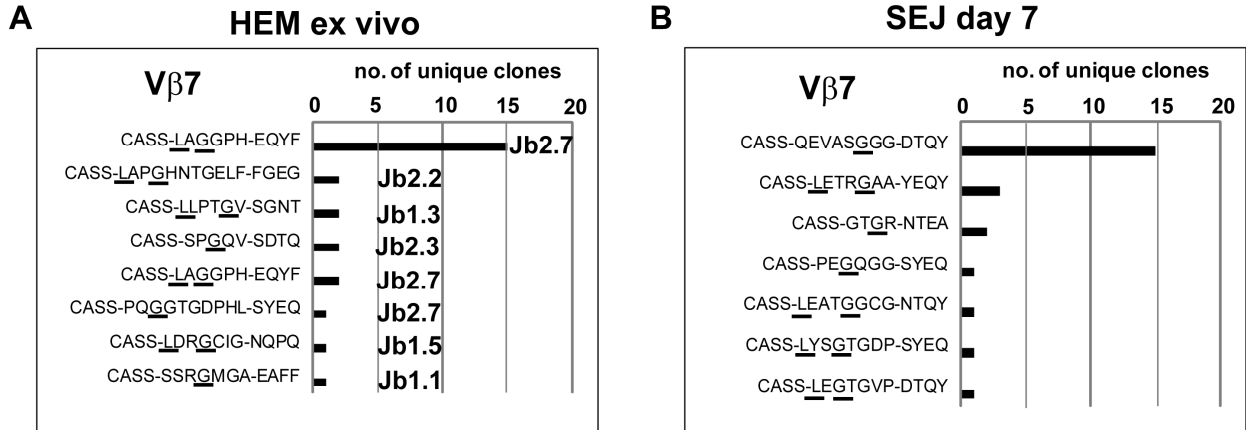 A
HEM ex vivo
Vβ7
no. of unique clones
0 5 10 15 20
CASS-LAGGPH-EQYF Jb2.7
CASS-LAPGHNTGELF-FGEG Jb2.2
CASS-LLPTGV-SGNT Jb1.3
CASS-SPGQV-SDTQ Jb2.3
CASS-LAGGPH-EQYF Jb2.7
CASS-PQGGTGDPHL-SYEQ Jb2.7
CASS-LDRGCIG-NQPQ Jb1.5
CASS-SSRGMGA-EAFF Jb1.1
B
SEJ day 7
Vβ7
no. of unique clones
0 5 10 15 20
CASS-QEVASGGG-DTQY
CASS-LETRGAA-YEQY
CASS-GTGR-NTEA
CASS-PEGQGG-SYEQ
CASS-LEATGGCG-NTQY
CASS-LYSGTGDP-SYEQ
CASS-LEGTGVP-DTQY